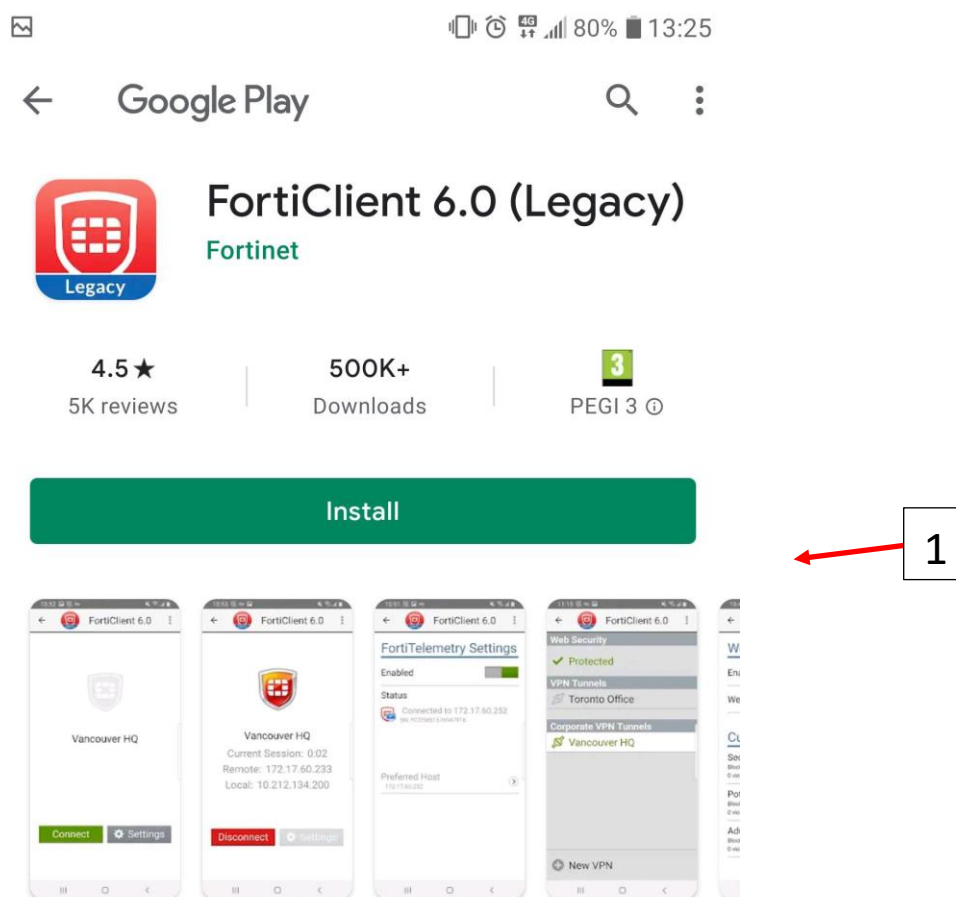 80% 13:25
Google Play
FortiClient 6.0 (Legacy)
Fortinet
Legacy
4.5★ 500K+ 3
5K reviews Downloads PEGI 3
Install
1
FortiClient 6.0
Vancouver HQ
Connect Settings
FortiClient 6.0
Vancouver HQ
Current Session: 0:02
Remote: 172.17.60.233
Local: 10.212.134.200
Disconnect Settings
FortiClient 6.0
FortiTelemetry Settings
Enabled
Status
Connected to 172.17.60.252
Preferred Host
172.17.60.252
FortiClient 6.0
Web Security
Protected
VPN Tunnels
Toronto Office
Corporate VPN Tunnels
Vancouver HQ
New VPN